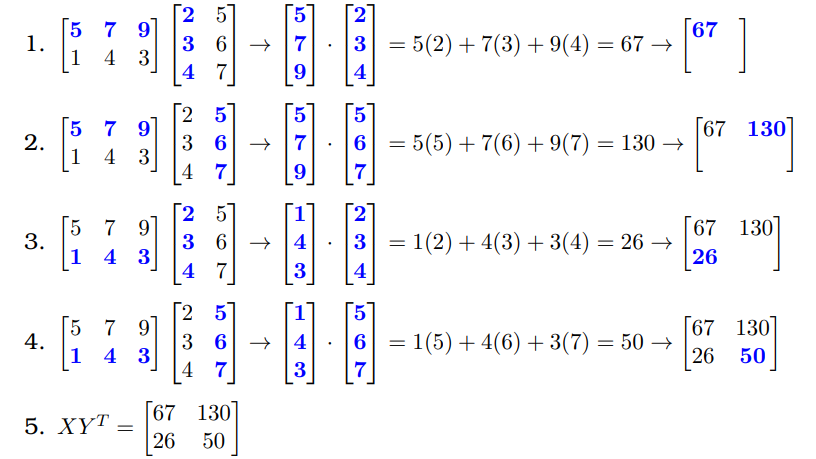 1. [5 7 9; 1 4 3] [2 5; 3 6; 4 7] → [5; 7; 9] · [2; 3; 4] = 5(2) + 7(3) + 9(4) = 67 → [67 ]
2. [5 7 9; 1 4 3] [2 5; 3 6; 4 7] → [5; 7; 9] · [5; 6; 7] = 5(5) + 7(6) + 9(7) = 130 → [67 130]
3. [5 7 9; 1 4 3] [2 5; 3 6; 4 7] → [1; 4; 3] · [2; 3; 4] = 1(2) + 4(3) + 3(4) = 26 → [67 130; 26 ]
4. [5 7 9; 1 4 3] [2 5; 3 6; 4 7] → [1; 4; 3] · [5; 6; 7] = 1(5) + 4(6) + 3(7) = 50 → [67 130; 26 50]
5. XY^T = [67 130; 26 50]